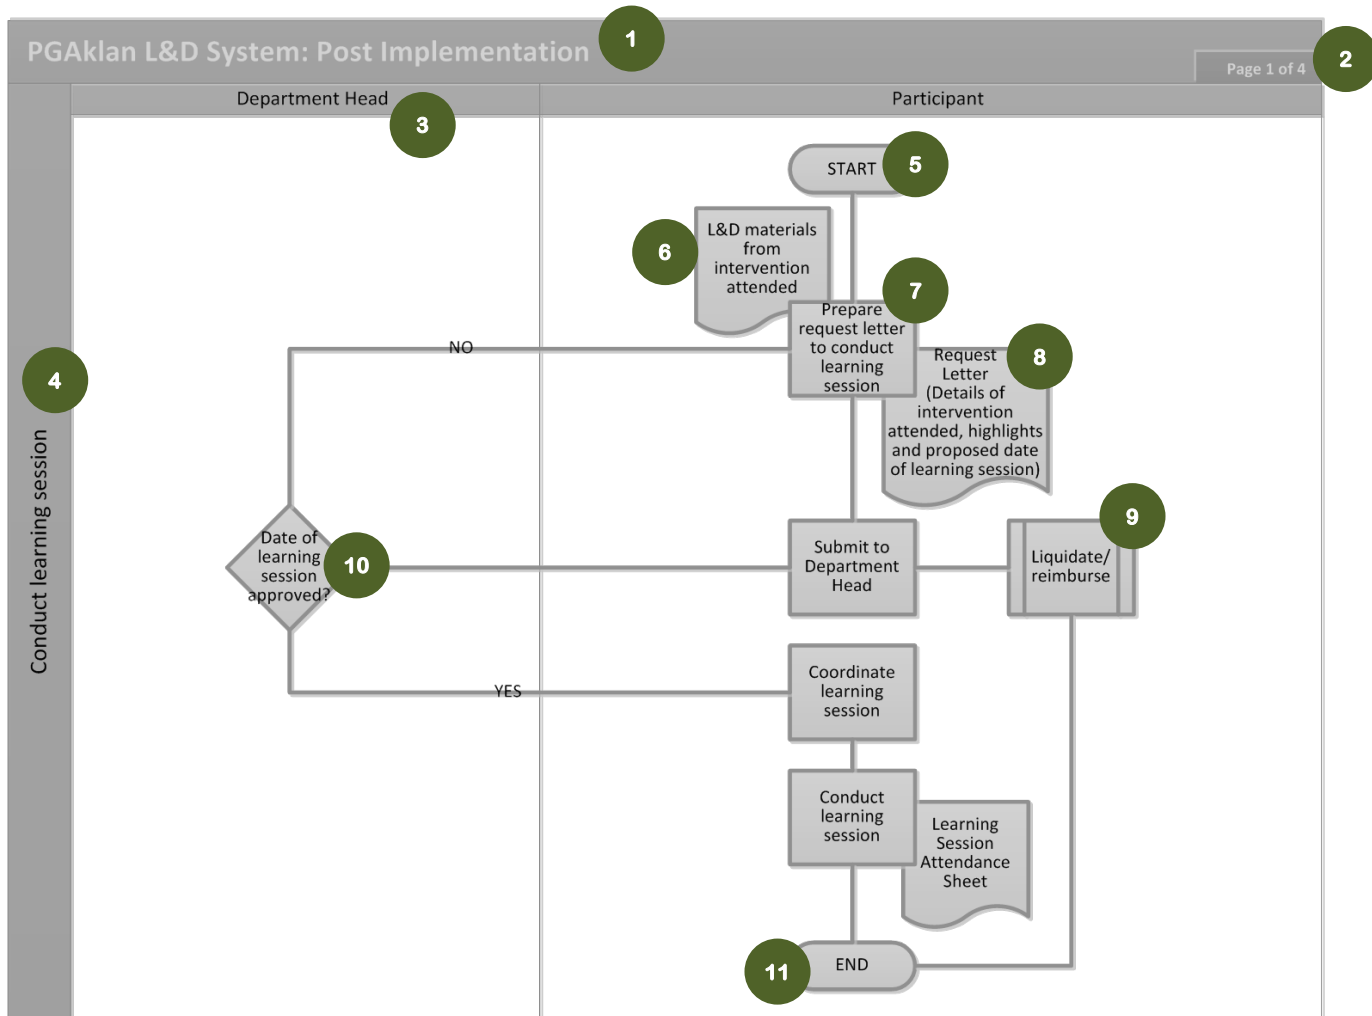 PGAklan L&D System: Post Implementation
1
Page 1 of 4
2
Department Head
3
Participant
START
5
6
L&D materials
from
intervention
attended
7
Prepare
request letter
to conduct
learning
session
NO
8
Request
Letter
(Details of
intervention
attended, highlights
and proposed date
of learning session)
4
Conduct learning session
9
Date of
learning
session
approved?
10
Submit to
Department
Head
Liquidate/
reimburse
Coordinate
learning
session
YES
Conduct
learning
session
Learning
Session
Attendance
Sheet
11
END